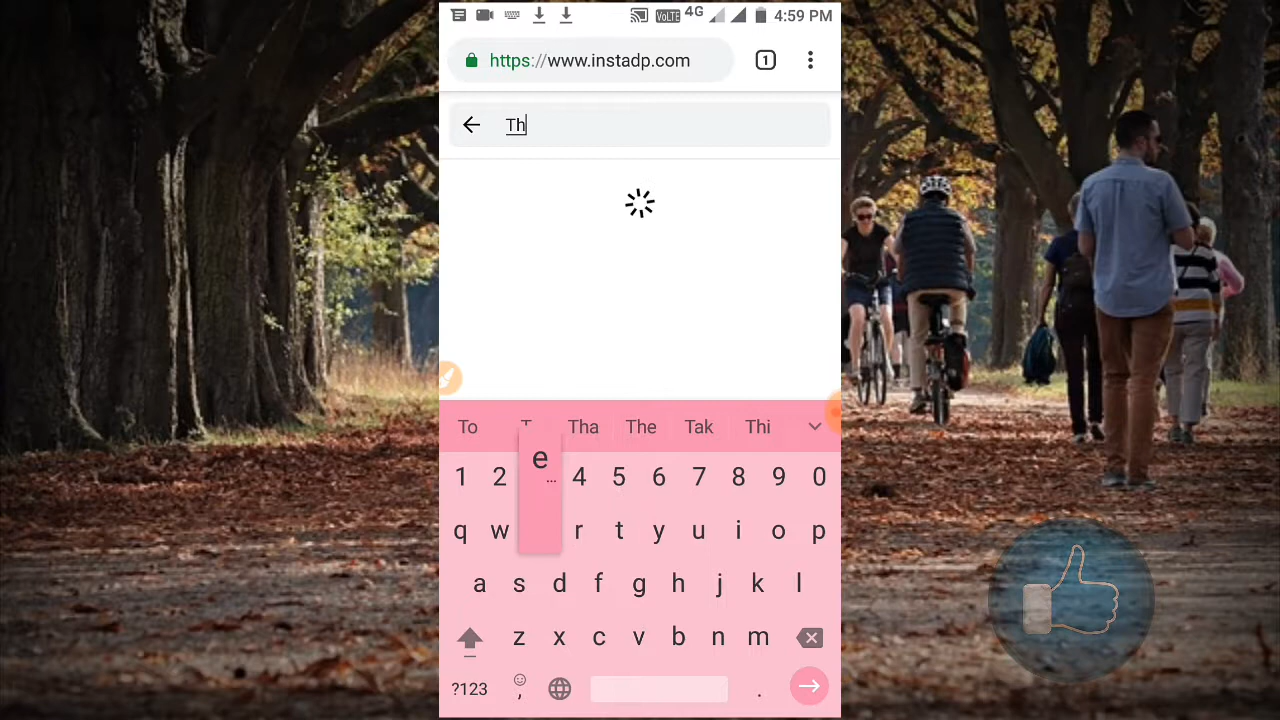 VoLTE 4G 4:59 PM
https://www.instadp.com 1
Th
To T Tha The Tak Thi
e
...
1 2 4 5 6 7 8 9 0
q w r t y u i o p
a s d f g h j k l
z x c v b n m
?123 , .